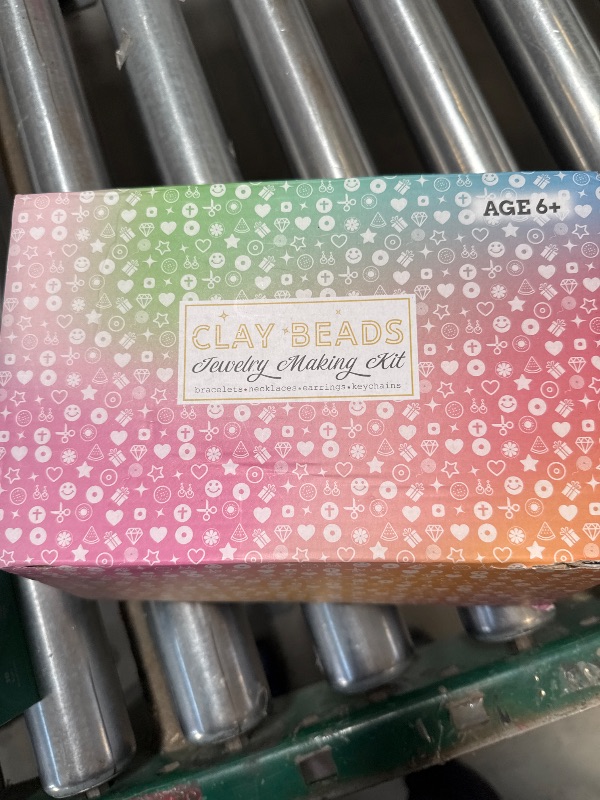 AGE 6+
CLAY BEADS
Jewelry Making Kit
bracelets•necklaces•earrings•keychains